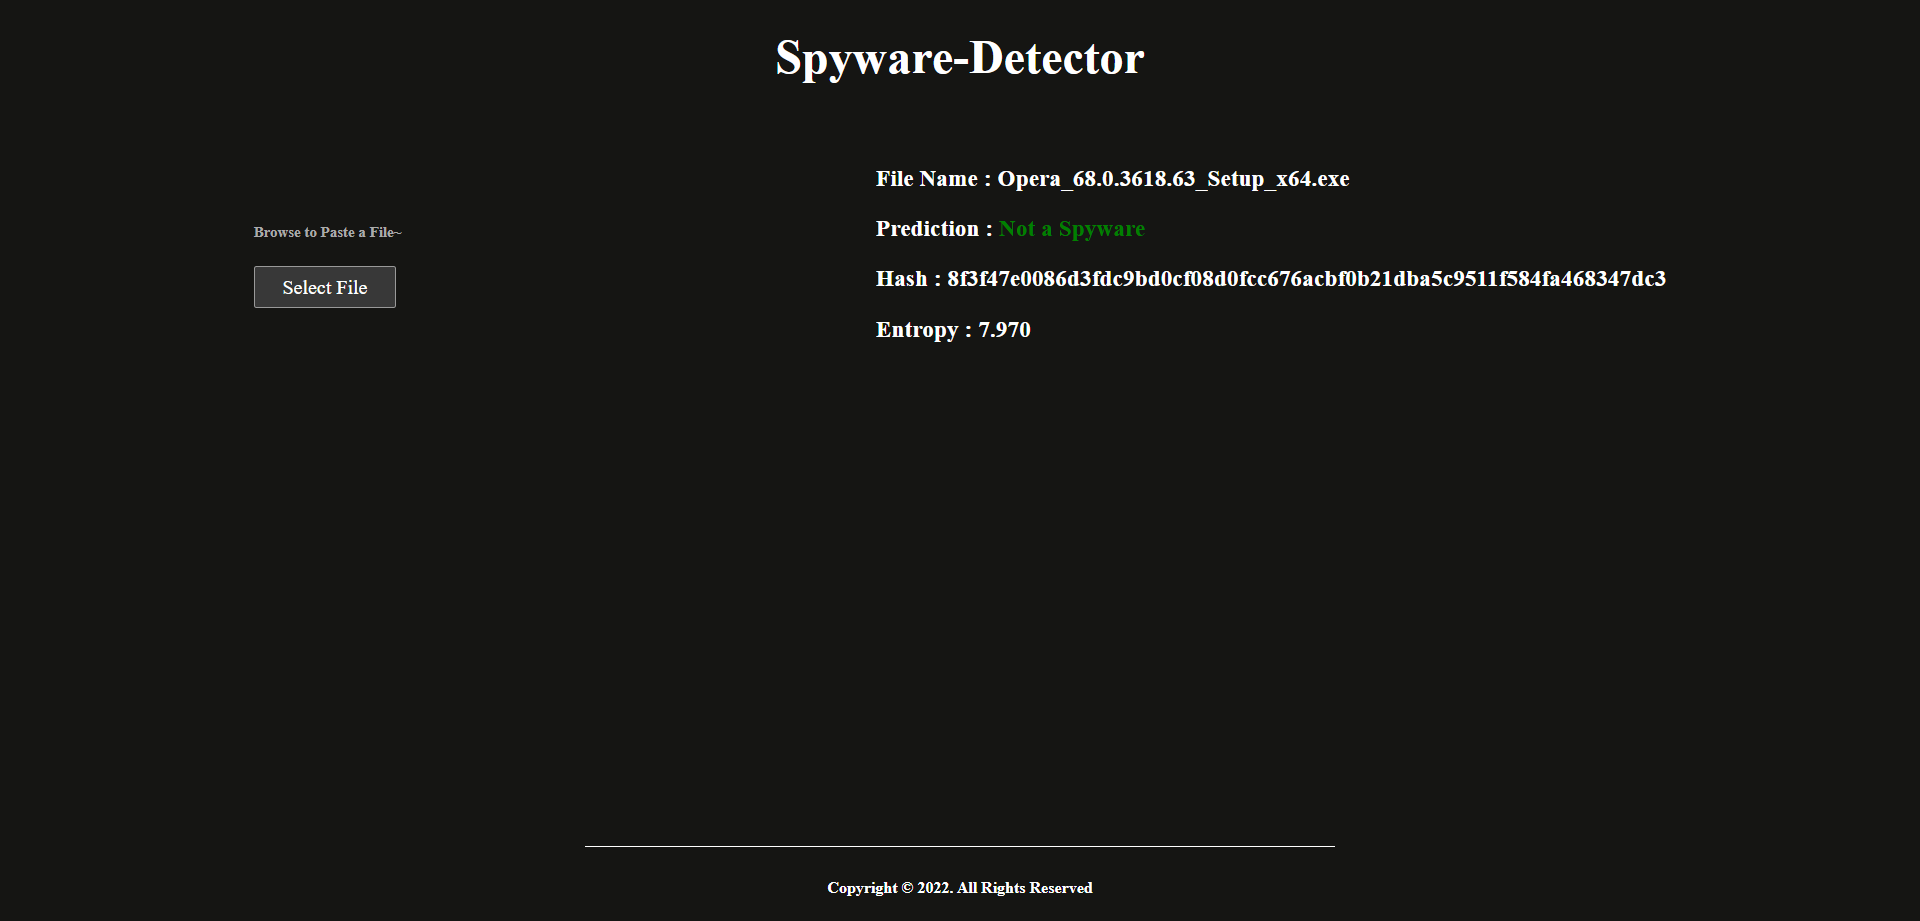 Spyware-Detector
Browse to Paste a File~
Select File
File Name : Opera_68.0.3618.63_Setup_x64.exe
Prediction : Not a Spyware
Hash : 8f3f47e0086d3fdc9bd0cf08d0fcc676acbf0b21dba5c9511f584fa468347dc3
Entropy : 7.970
Copyright © 2022. All Rights Reserved